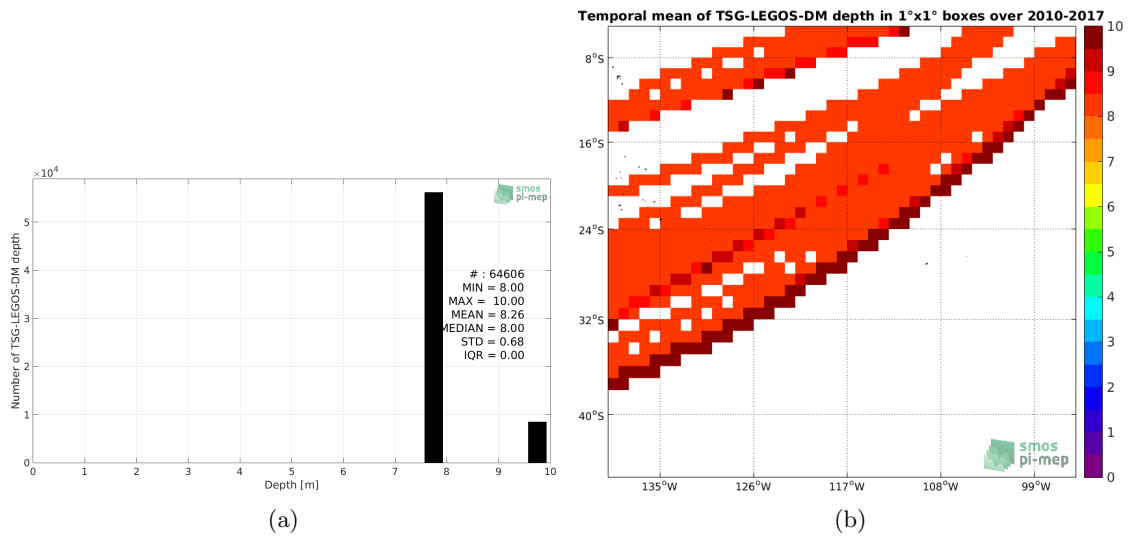 ×10⁴
5
4
3
2
1
0
Number of TSG-LEGOS-DM depth
smos
pi-mep
# : 64606
MIN = 8.00
MAX = 10.00
MEAN = 8.26
MEDIAN = 8.00
STD = 0.68
IQR = 0.00
0 1 2 3 4 5 6 7 8 9 10
Depth [m]
(a)
Temporal mean of TSG-LEGOS-DM depth in 1°x1° boxes over 2010-2017
8°S
16°S
24°S
32°S
40°S
135°W 126°W 117°W 108°W 99°W
smos
pi-mep
10
9
8
7
6
5
4
3
2
1
0
(b)